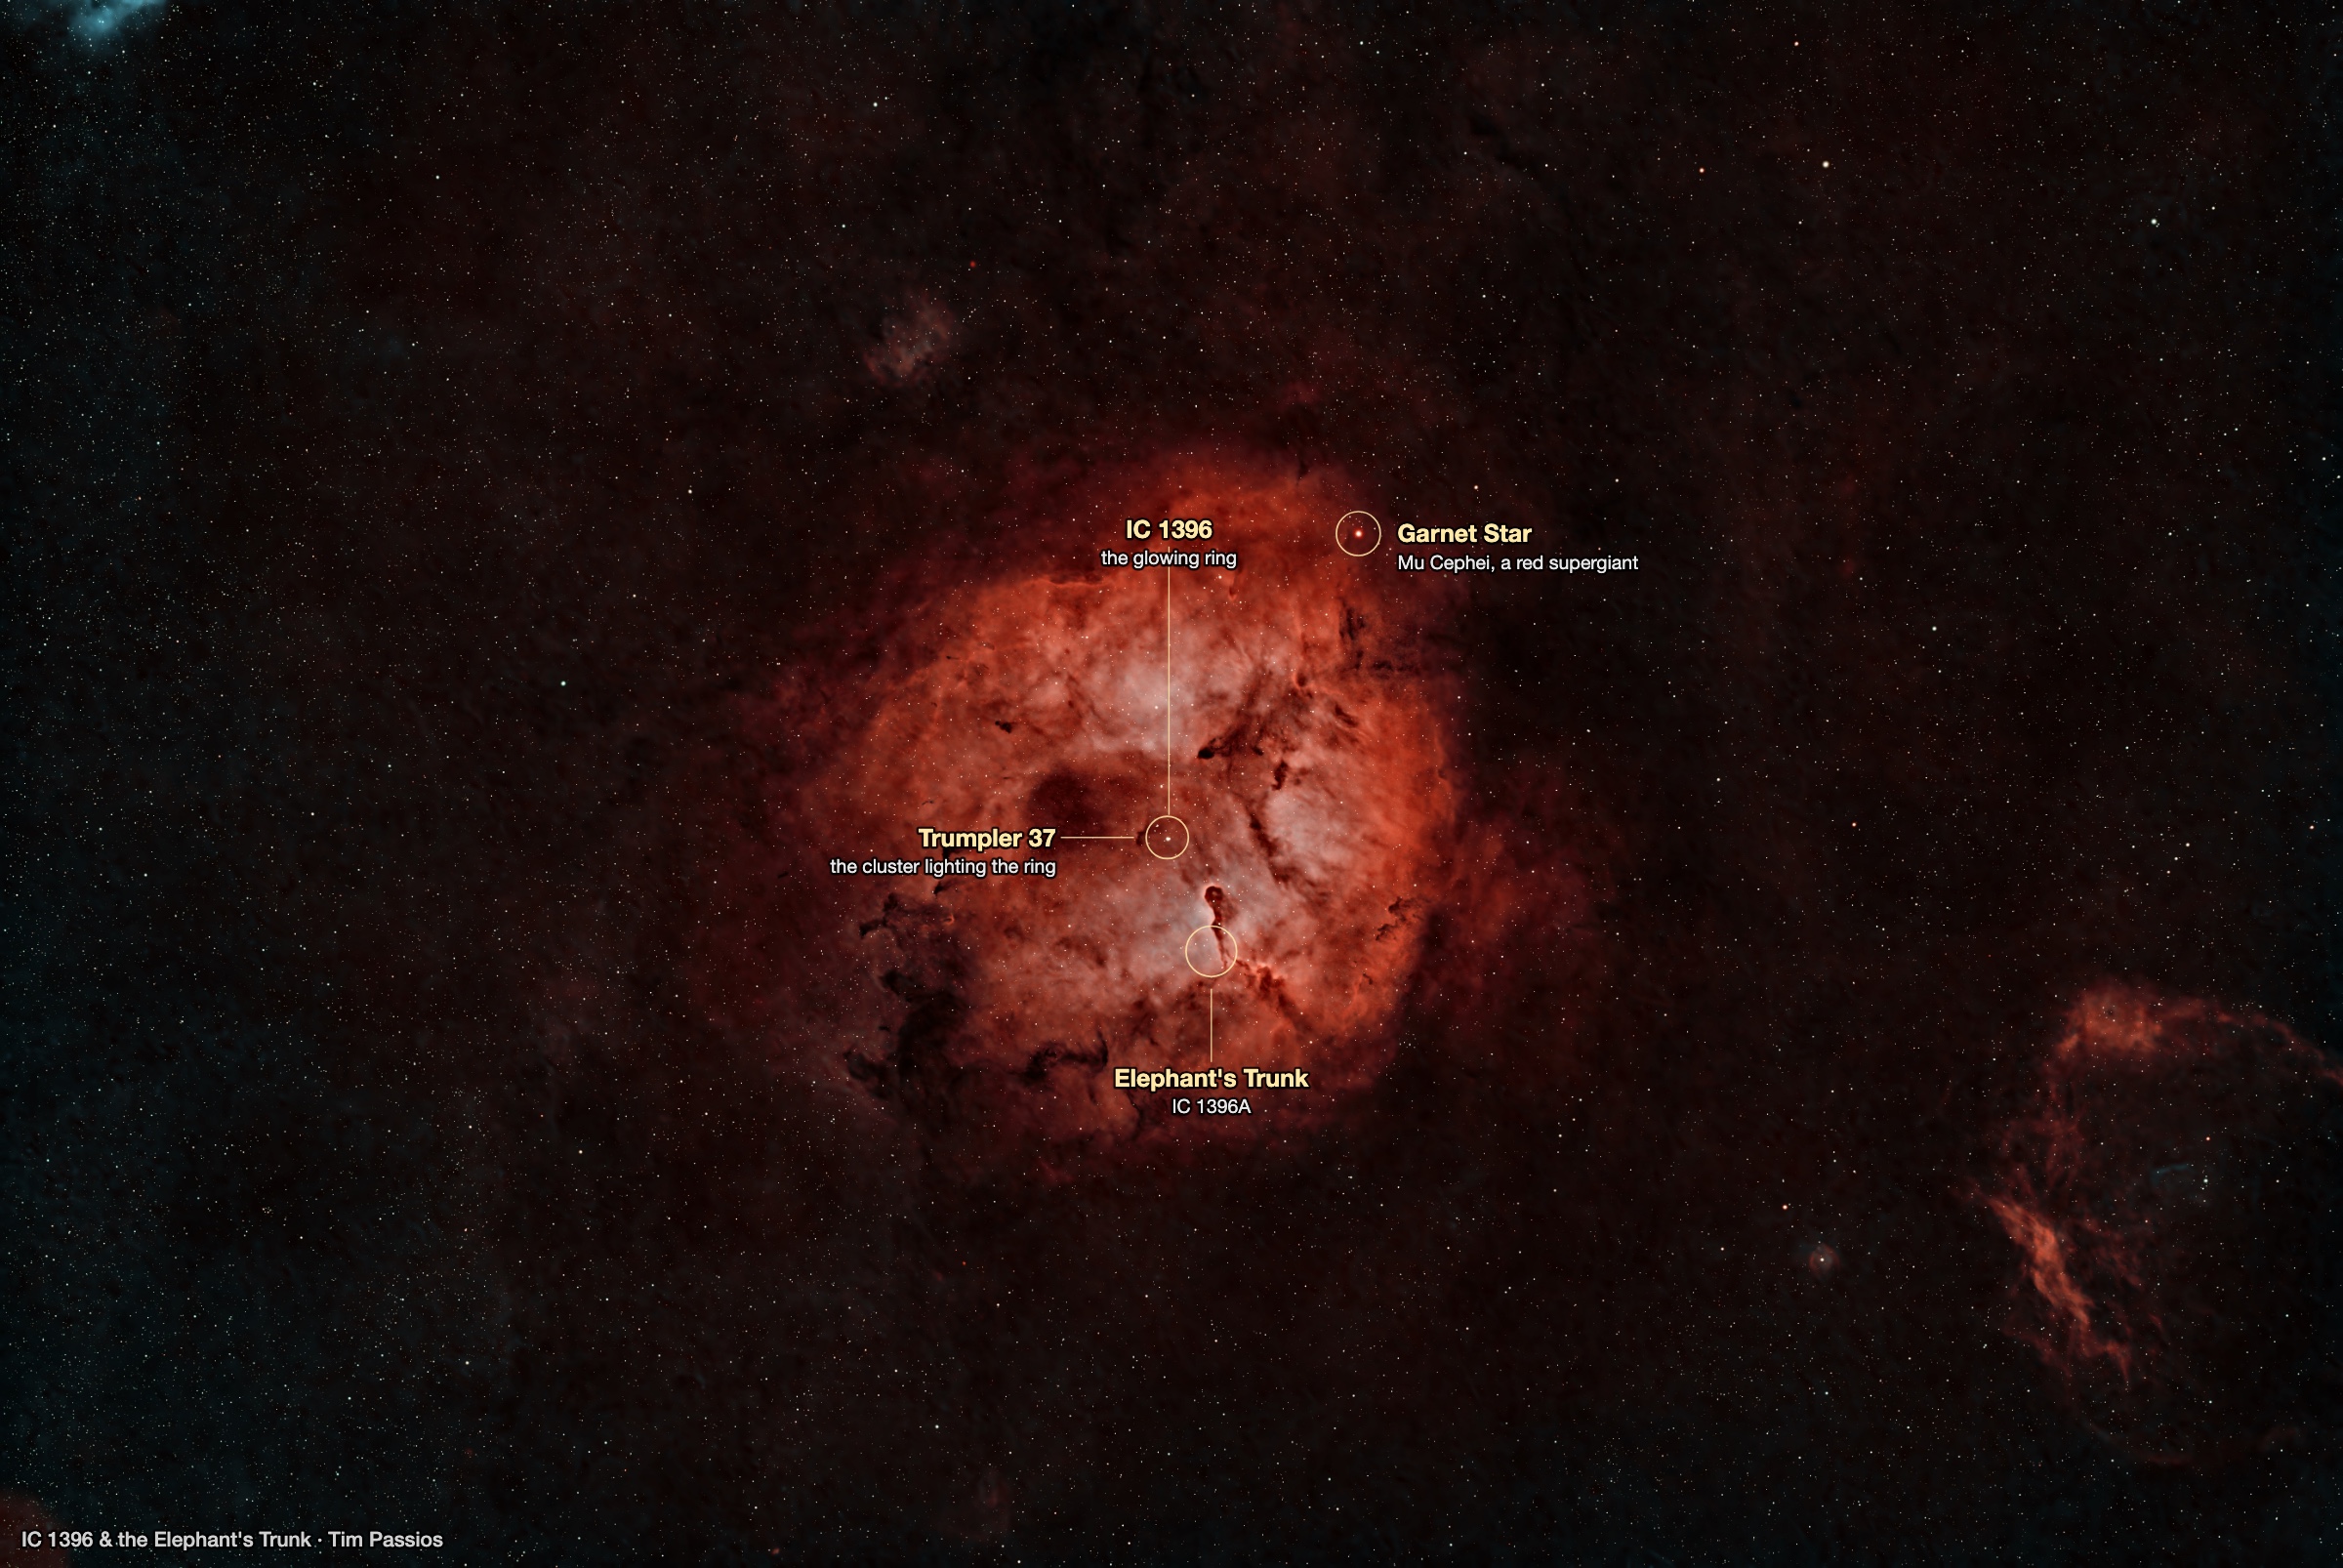 IC 1396
the glowing ring
Garnet Star
Mu Cephei, a red supergiant
Trumpler 37
the cluster lighting the ring
Elephant's Trunk
IC 1396A
IC 1396 & the Elephant's Trunk · Tim Passios